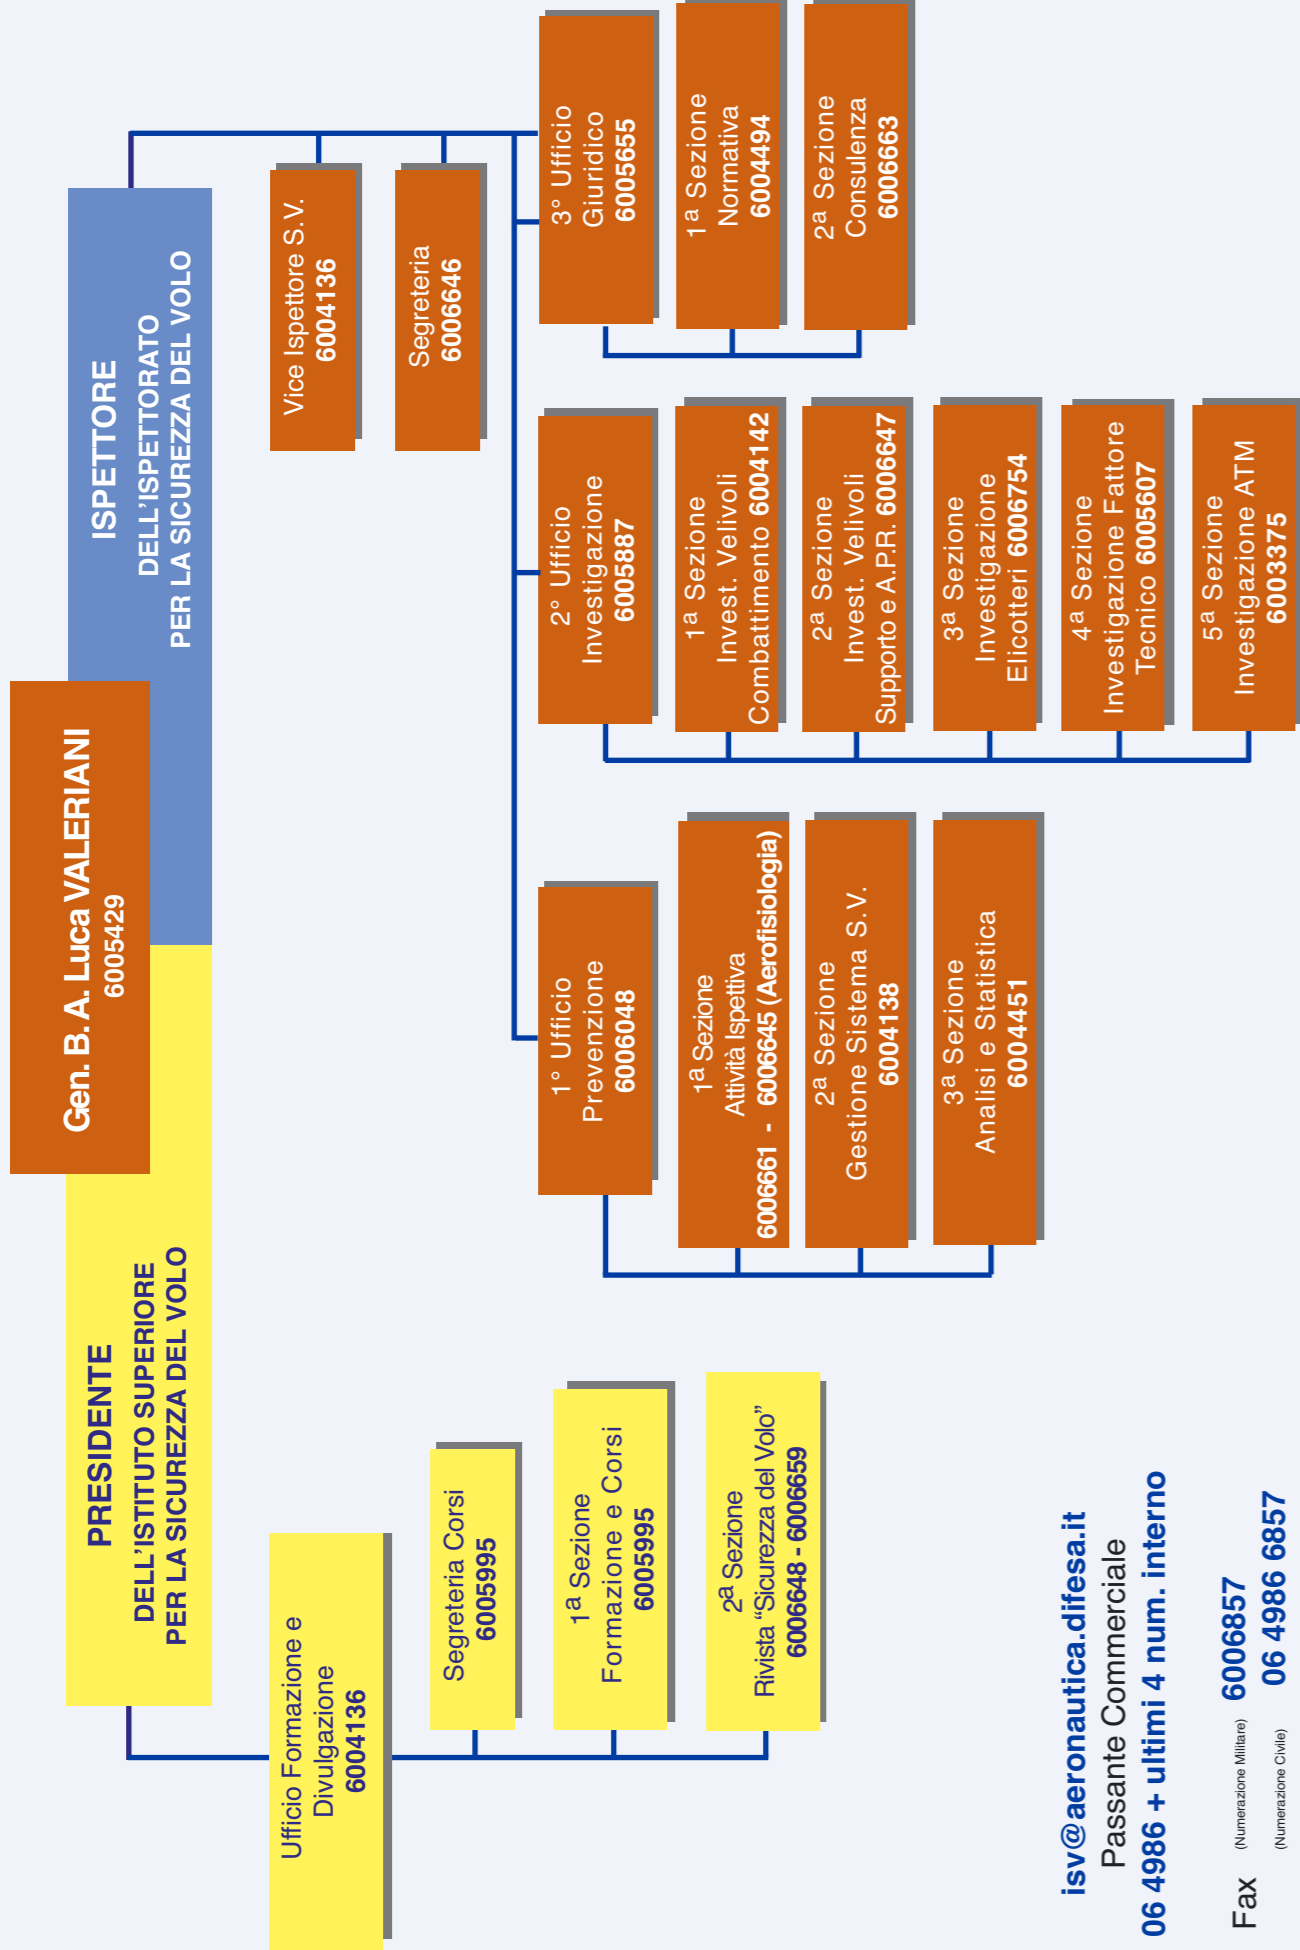 Gen. B. A. Luca VALERIANI
6005429
PRESIDENTE
DELL'ISTITUTO SUPERIORE
PER LA SICUREZZA DEL VOLO
ISPETTORE
DELL'ISPETTORATO
PER LA SICUREZZA DEL VOLO
Ufficio Formazione e
Divulgazione
6004136
Segreteria Corsi
6005995
1ª Sezione
Formazione e Corsi
6005995
2ª Sezione
Rivista “Sicurezza del Volo”
6006648 - 6006659
Vice Ispettore S.V.
6004136
Segreteria
6006646
1° Ufficio
Prevenzione
6006048
1ª Sezione
Attività Ispettiva
6006661 - 6006645 (Aerofisiologia)
2ª Sezione
Gestione Sistema S.V.
6004138
3ª Sezione
Analisi e Statistica
6004451
2° Ufficio
Investigazione
6005887
1ª Sezione
Invest. Velivoli
Combattimento 6004142
2ª Sezione
Invest. Velivoli
Supporto e A.P.R. 6006647
3ª Sezione
Investigazione
Elicotteri 6006754
4ª Sezione
Investigazione Fattore
Tecnico 6005607
5ª Sezione
Investigazione ATM
6003375
3° Ufficio
Giuridico
6005655
1ª Sezione
Normativa
6004494
2ª Sezione
Consulenza
6006663
isv@aeronautica.difesa.it
Passante Commerciale
06 4986 + ultimi 4 num. interno
Fax (Numerazione Militare) 6006857
(Numerazione Civile) 06 4986 6857